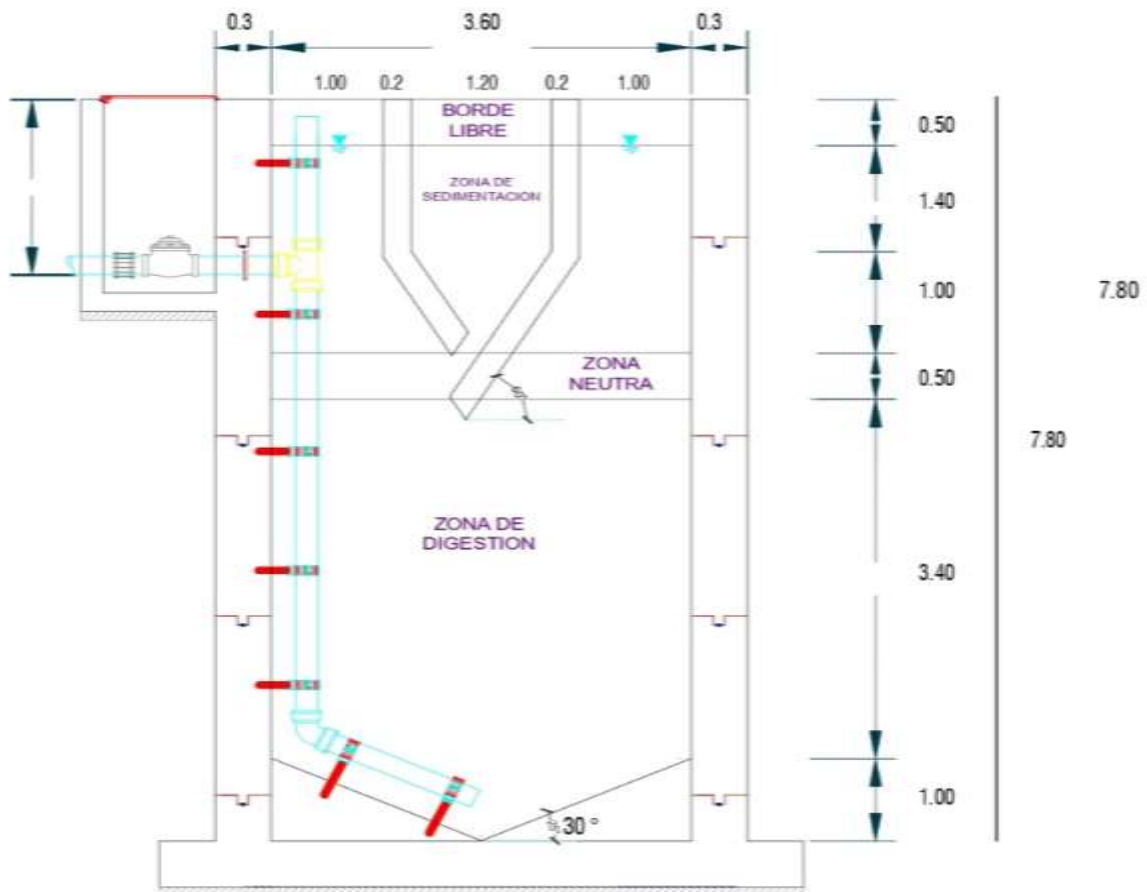 0.3 3.60 0.3
1.00 0.2 1.20 0.2 1.00
BORDE
LIBRE
0.50
ZONA DE
SEDIMENTACION
1.40
1.00
7.80
ZONA
NEUTRA
0.50
7.80
ZONA DE
DIGESTION
3.40
1.00
30°